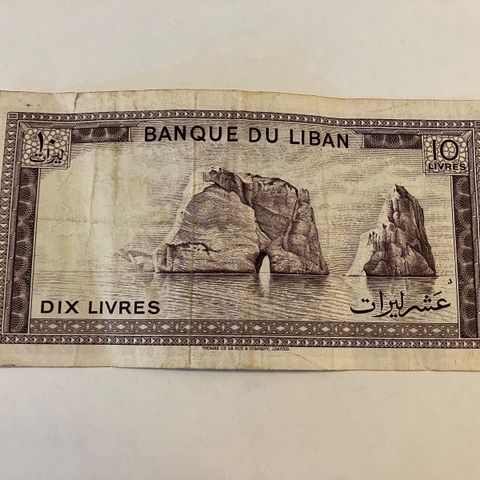 BANQUE DU LIBAN
١٠
ليرات
10
LIVRES
DIX LIVRES
عشر ليرات
THOMAS DE LA RUE & COMPANY, LIMITED.